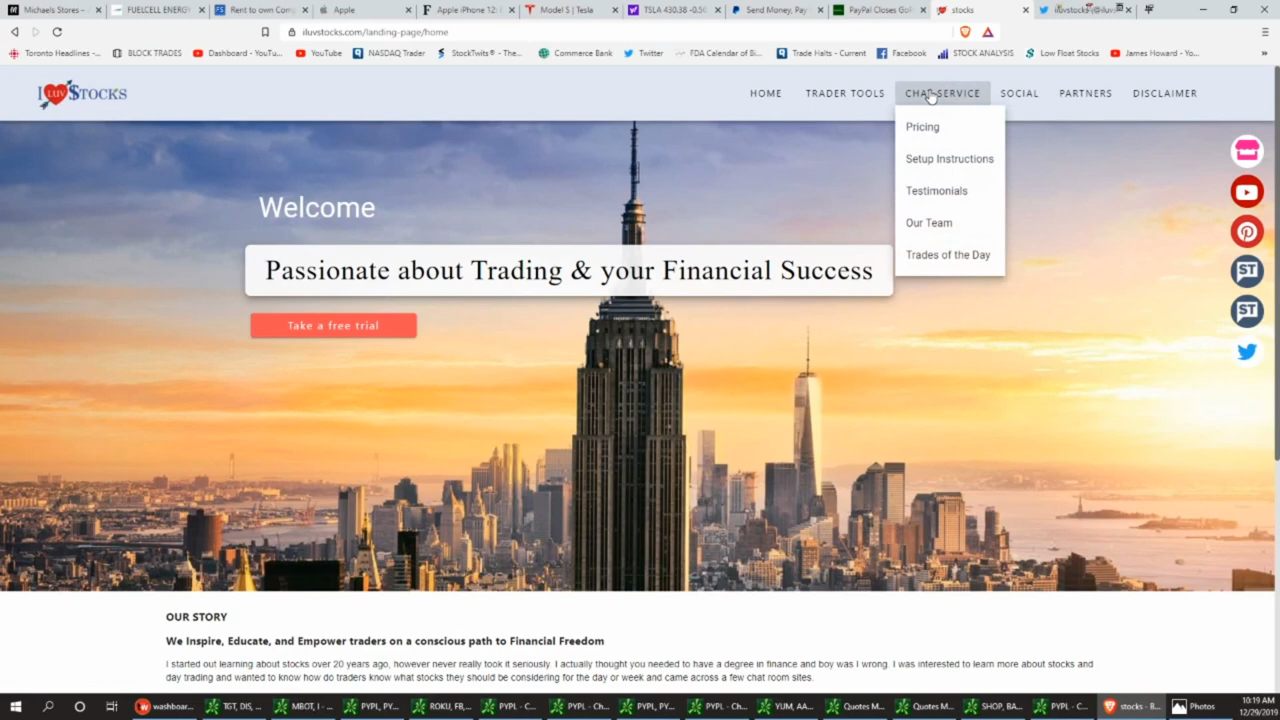 Michaels Stores –
FUELCELL ENERG
Rent to own Com
Apple
Apple iPhone 12:
Model S | Tesla
TSLA 430.38 -0.5
Send Money, Pay
PayPal Closes Go
stocks
iluvstocks.com/landing-page/home
Toronto Headlines -...
BLOCK TRADES
Dashboard - YouTu...
YouTube
NASDAQ Trader
StockTwits® - The...
Commerce Bank
Twitter
FDA Calendar of Bi...
Trade Halts - Current
Facebook
STOCK ANALYSIS
Low Float Stocks
James Howard - Yo...
I LUV $TOCKS
HOME
TRADER TOOLS
CHAT SERVICE
SOCIAL
PARTNERS
DISCLAIMER
Pricing
Setup Instructions
Testimonials
Our Team
Trades of the Day
Welcome
Passionate about Trading & your Financial Success
Take a free trial
ST
ST
OUR STORY
We Inspire, Educate, and Empower traders on a conscious path to Financial Freedom
I started out learning about stocks over 20 years ago, however never really took it seriously. I actually thought you needed to have a degree in finance and boy was I wrong. I was interested to learn more about stocks and
day trading and wanted to know how do traders know what stocks they should be considering for the day or week and came across a few chat room sites.
washboar...
TGT, DIS, ...
MBOT, I - ...
PYPL, PY...
ROKU, FB,...
PYPL - C...
PYPL - Ch...
PYPL, PY...
PYPL - Ch...
YUM, AA...
Quotes M...
Quotes M...
SHOP, BA...
PYPL - C...
stocks - B...
Photos
10:19 AM
12/29/2019